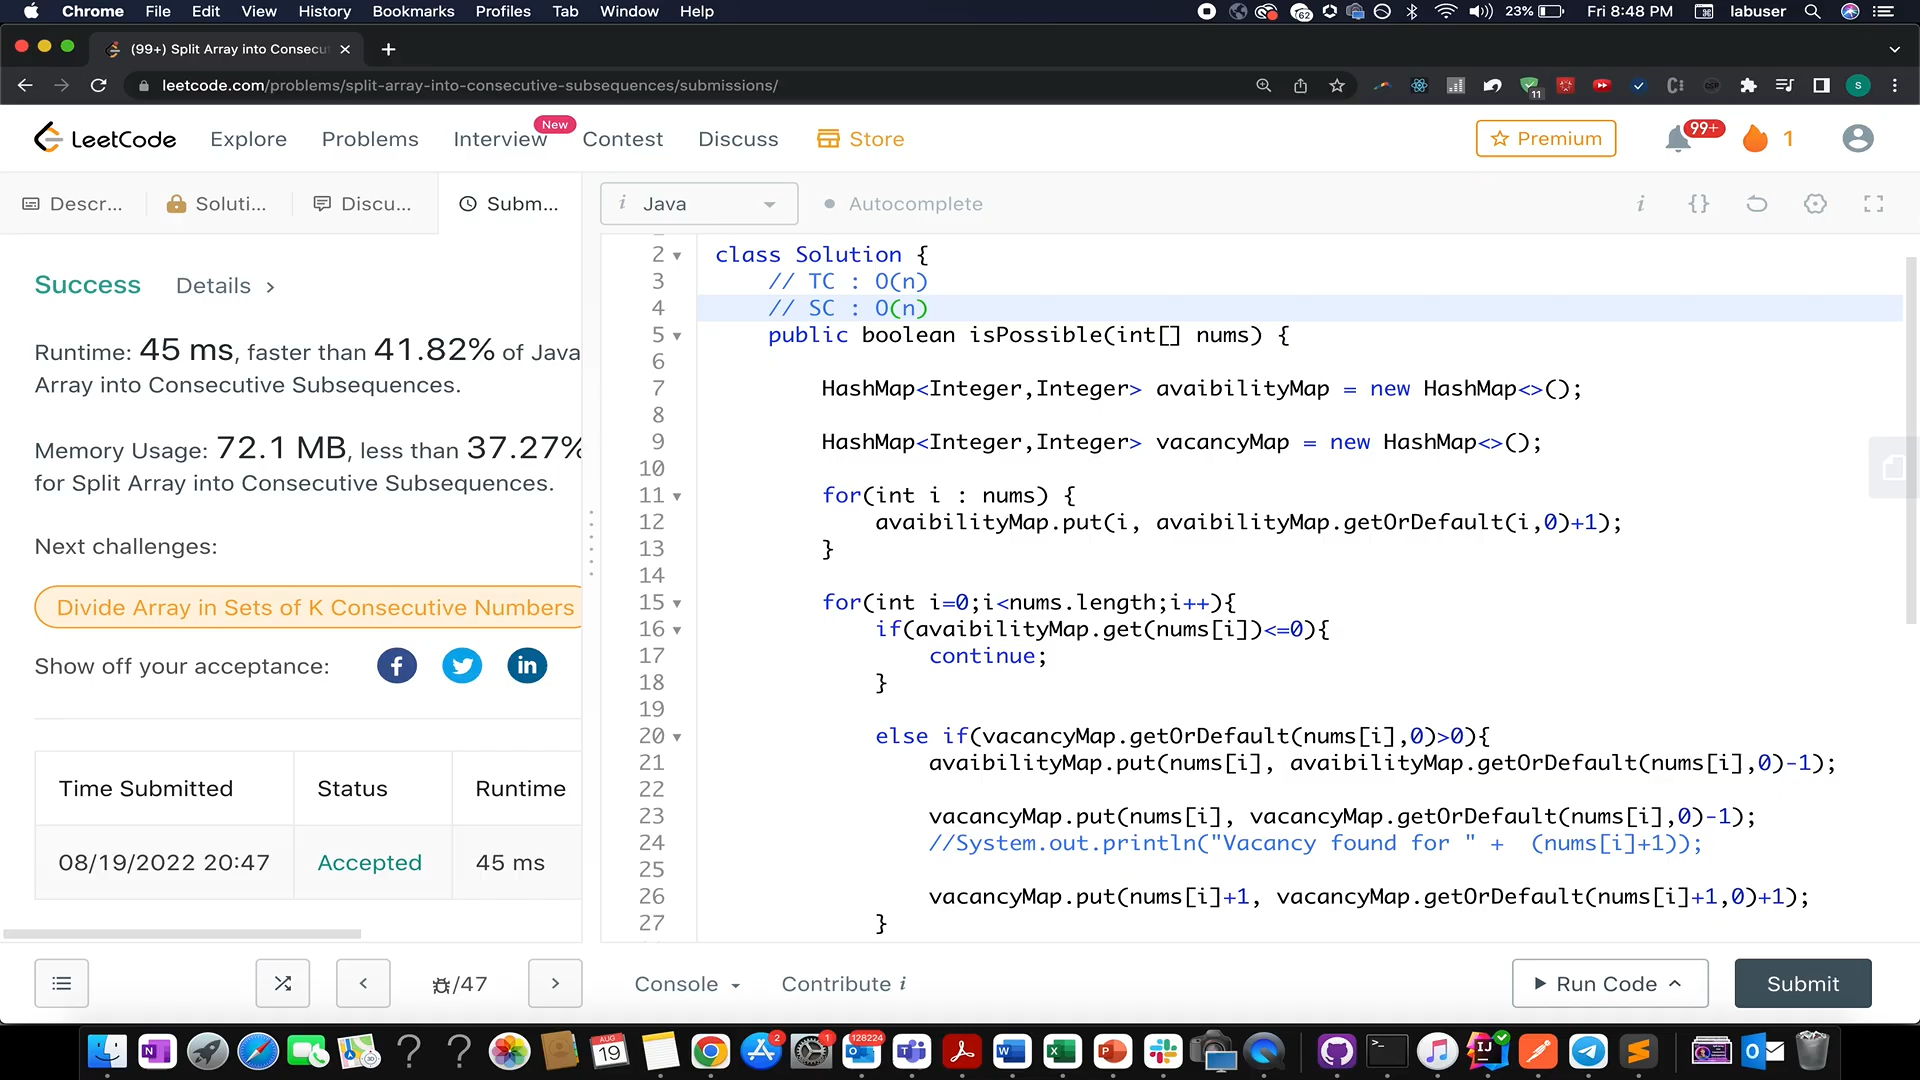 Chrome File Edit View History Bookmarks Profiles Tab Window Help 62 23% Fri 8:48 PM labuser
(99+) Split Array into Consecu
leetcode.com/problems/split-array-into-consecutive-subsequences/submissions/ 11 S
LeetCode Explore Problems Interview New Contest Discuss Store Premium 99+ 1
Descr... Soluti... Discu... Subm... i Java Autocomplete i {}
Success Details >
Runtime: 45 ms, faster than 41.82% of Java
Array into Consecutive Subsequences.
Memory Usage: 72.1 MB, less than 37.27%
for Split Array into Consecutive Subsequences.
Next challenges:
Divide Array in Sets of K Consecutive Numbers
Show off your acceptance:
Time Submitted Status Runtime
08/19/2022 20:47 Accepted 45 ms
2 class Solution {
3 // TC : O(n)
4 // SC : O(n)
5 public boolean isPossible(int[] nums) {
6
7 HashMap<Integer,Integer> avaibilityMap = new HashMap<>();
8
9 HashMap<Integer,Integer> vacancyMap = new HashMap<>();
10
11 for(int i : nums) {
12 avaibilityMap.put(i, avaibilityMap.getOrDefault(i,0)+1);
13 }
14
15 for(int i=0;i<nums.length;i++){
16 if(avaibilityMap.get(nums[i])<=0){
17 continue;
18 }
19
20 else if(vacancyMap.getOrDefault(nums[i],0)>0){
21 avaibilityMap.put(nums[i], avaibilityMap.getOrDefault(nums[i],0)-1);
22
23 vacancyMap.put(nums[i], vacancyMap.getOrDefault(nums[i],0)-1);
24 //System.out.println("Vacancy found for " + (nums[i]+1));
25
26 vacancyMap.put(nums[i]+1, vacancyMap.getOrDefault(nums[i]+1,0)+1);
27 }
/47 Console Contribute i Run Code Submit
AUG 19 2 1 128224